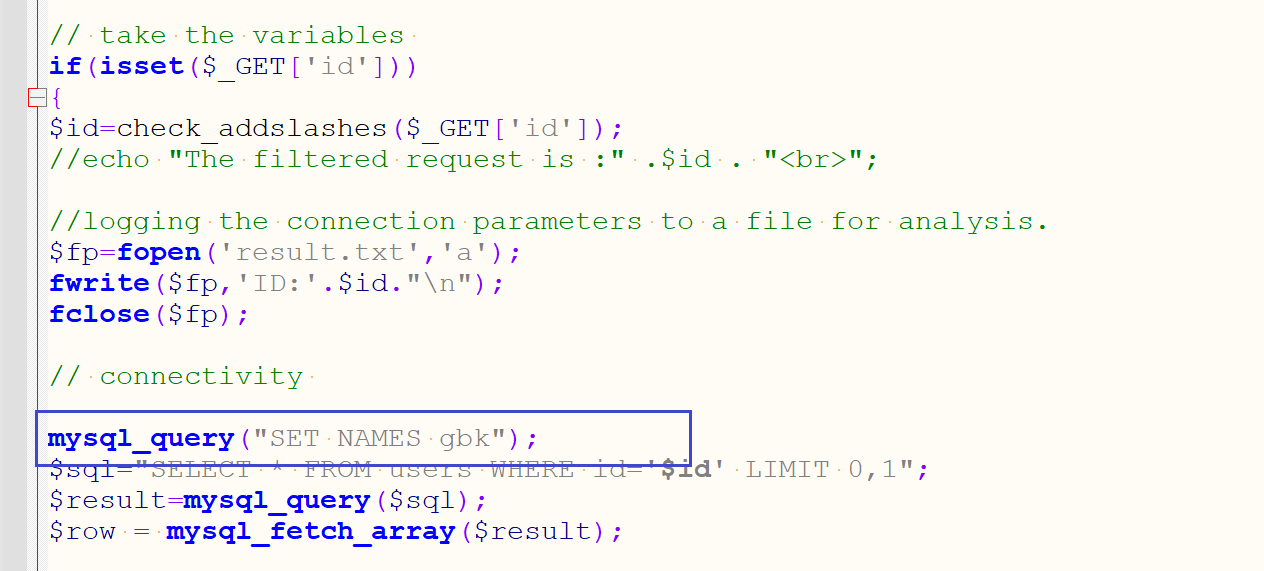 // take the variables
if(isset($_GET['id']))
{
$id=check_addslashes($_GET['id']);
//echo "The filtered request is :" .$id . "<br>";
//logging the connection parameters to a file for analysis.
$fp=fopen('result.txt','a');
fwrite($fp,'ID:'.$id."\n");
fclose($fp);
// connectivity
mysql_query("SET NAMES gbk");
$sql="SELECT * FROM users WHERE id='$id' LIMIT 0,1";
$result=mysql_query($sql);
$row = mysql_fetch_array($result);